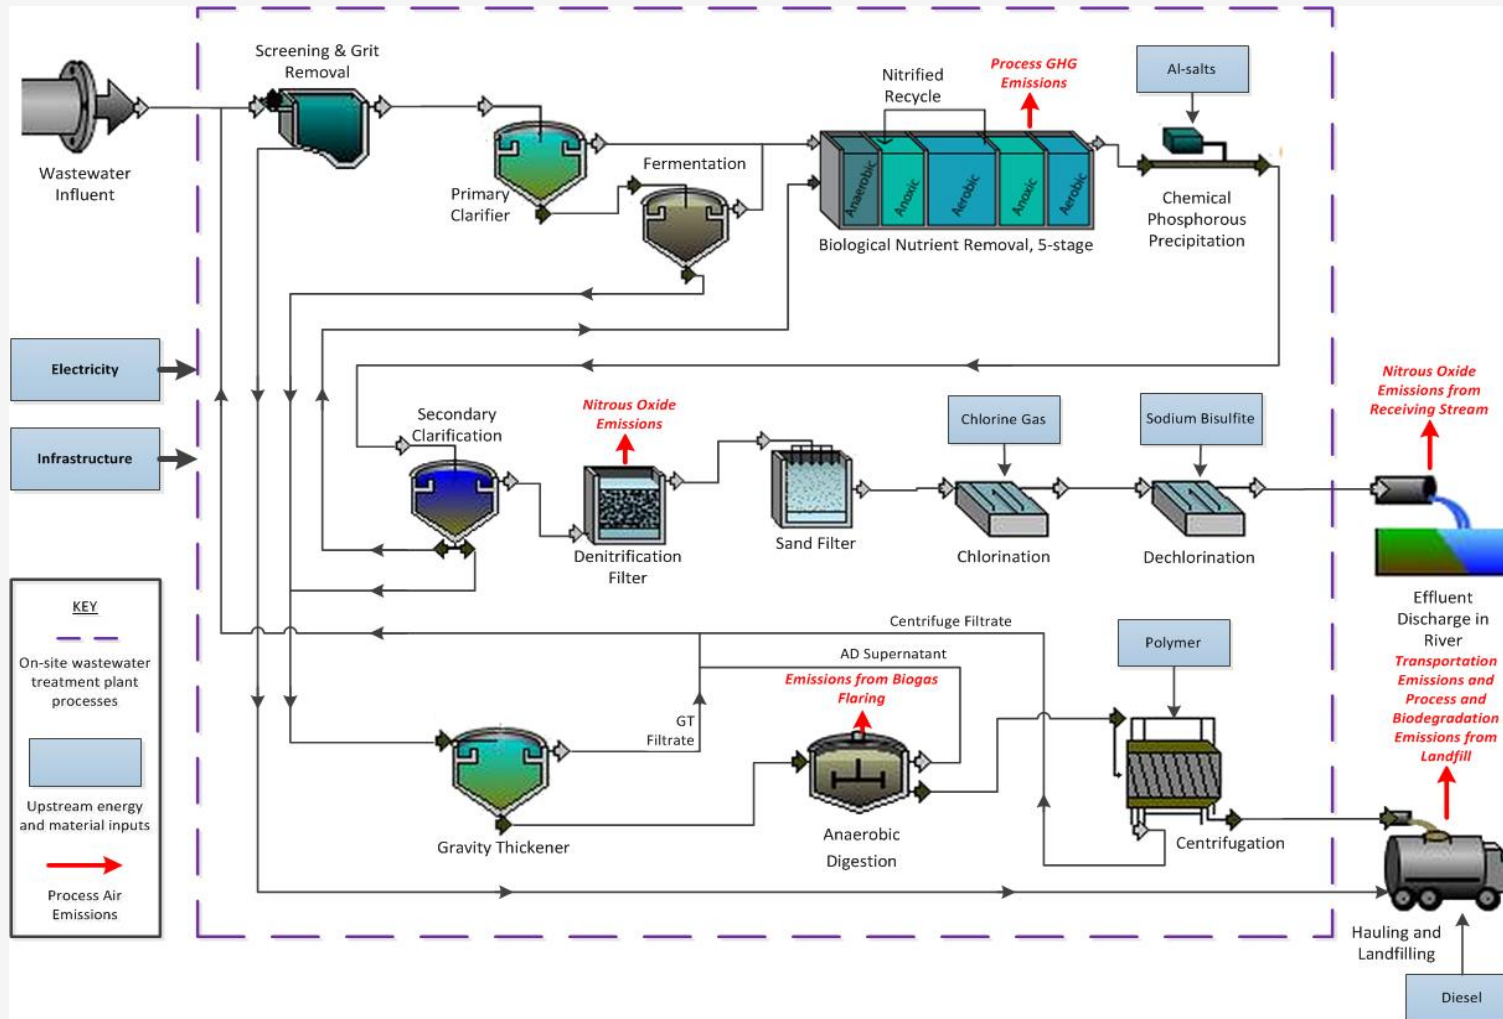 Screening & Grit
Removal
Wastewater
Influent
Primary
Clarifier
Fermentation
Nitrified
Recycle
Process GHG
Emissions
Al-salts
Anaerobic
Anoxic
Aerobic
Anoxic
Aerobic
Biological Nutrient Removal, 5-stage
Chemical
Phosphorous
Precipitation
Electricity
Infrastructure
Secondary
Clarification
Nitrous Oxide
Emissions
Denitrification
Filter
Sand Filter
Chlorine Gas
Chlorination
Sodium Bisulfite
Dechlorination
Nitrous Oxide
Emissions from
Receiving Stream
Effluent
Discharge in
River
KEY
On-site wastewater
treatment plant
processes
Upstream energy
and material inputs
Process Air
Emissions
Centrifuge Filtrate
AD Supernatant
GT
Filtrate
Gravity Thickener
Emissions from Biogas
Flaring
Anaerobic
Digestion
Polymer
Centrifugation
Transportation
Emissions and
Process and
Biodegradation
Emissions from
Landfill
Hauling and
Landfilling
Diesel